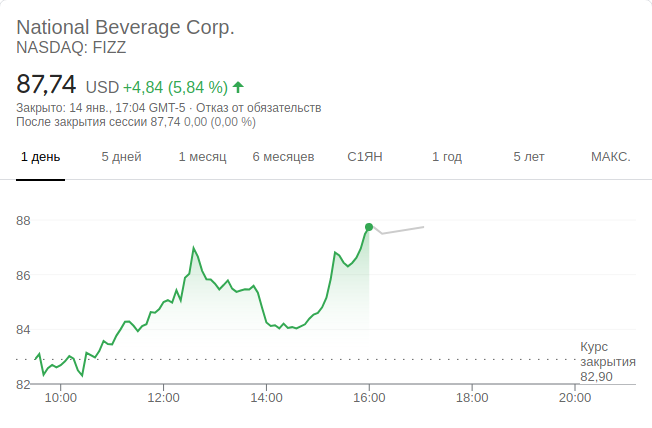 National Beverage Corp.
NASDAQ: FIZZ
87,74 USD +4,84 (5,84 %)
Закрыто: 14 янв., 17:04 GMT-5 · Отказ от обязательств
После закрытия сессии 87,74 0,00 (0,00 %)
1 день 5 дней 1 месяц 6 месяцев С1ЯН 1 год 5 лет МАКС.
88
86
84
Курс
закрытия
82,90
82
10:00 12:00 14:00 16:00 18:00 20:00